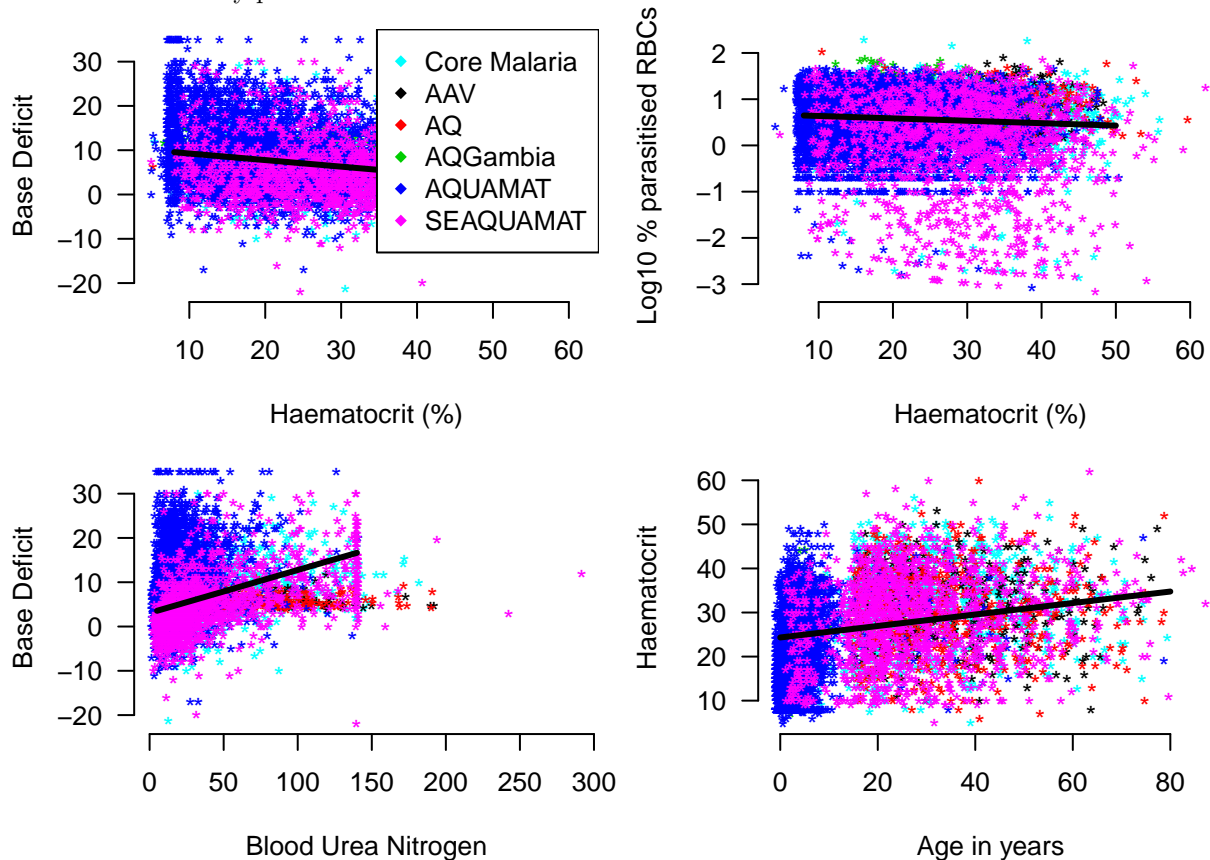 Base Deficit
30
20
10
0
−10
−20
10 20 30 40 50 60
Haematocrit (%)
Core Malaria
AAV
AQ
AQGambia
AQUAMAT
SEAQUAMAT
Log10 % parasitised RBCs
2
1
0
−1
−2
−3
10 20 30 40 50 60
Haematocrit (%)
Base Deficit
30
20
10
0
−10
−20
0 50 100 150 200 250 300
Blood Urea Nitrogen
Haematocrit
60
50
40
30
20
10
0 20 40 60 80
Age in years